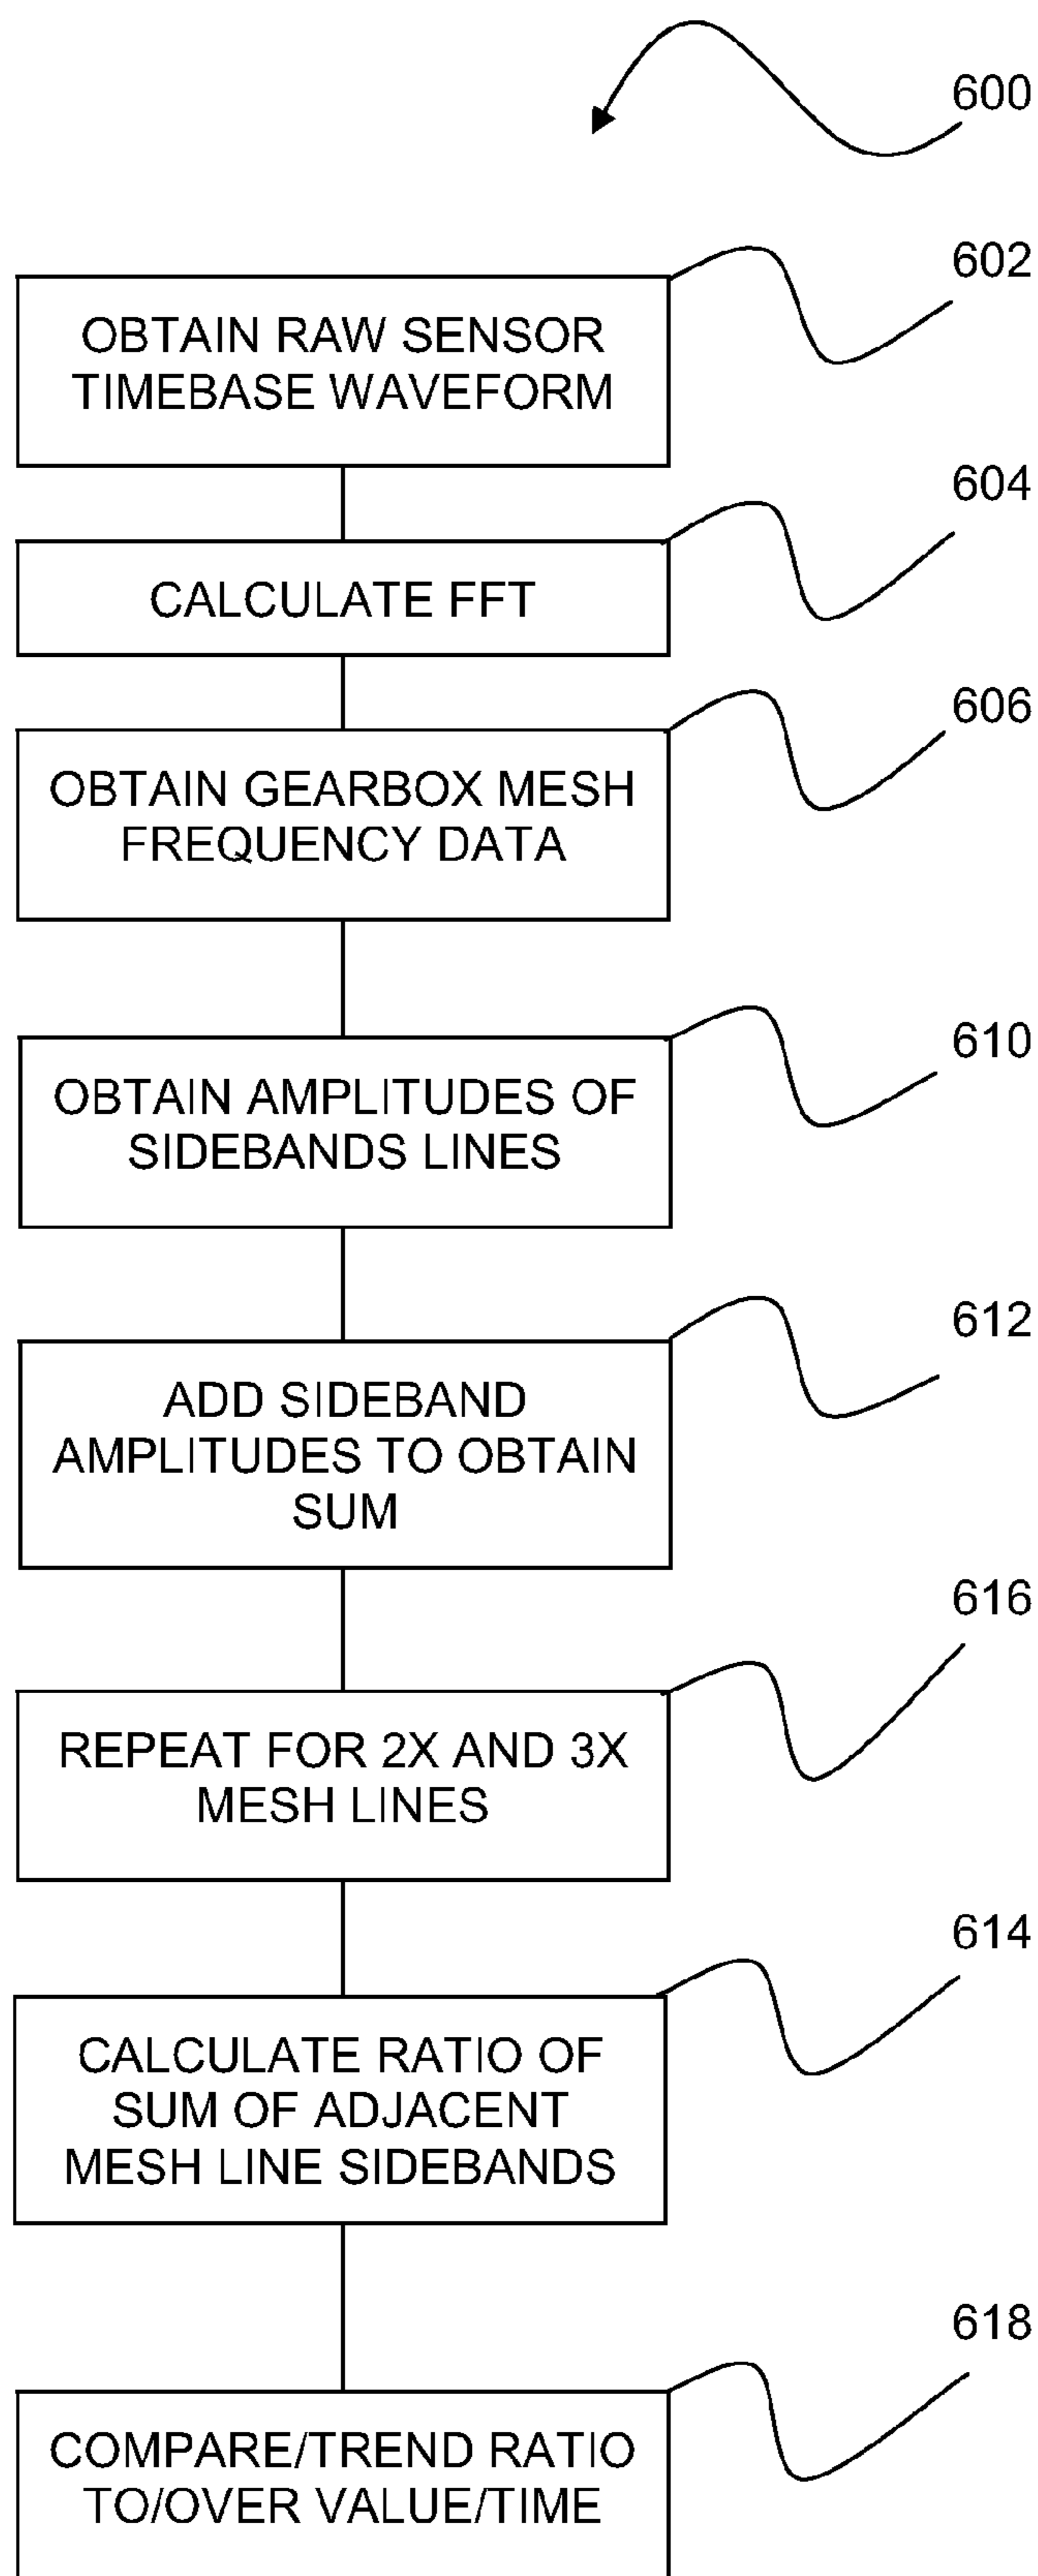 600
602
OBTAIN RAW SENSOR
TIMEBASE WAVEFORM
604
CALCULATE FFT
606
OBTAIN GEARBOX MESH
FREQUENCY DATA
610
OBTAIN AMPLITUDES OF
SIDEBANDS LINES
612
ADD SIDEBAND
AMPLITUDES TO OBTAIN
SUM
616
REPEAT FOR 2X AND 3X
MESH LINES
614
CALCULATE RATIO OF
SUM OF ADJACENT
MESH LINE SIDEBANDS
618
COMPARE/TREND RATIO
TO/OVER VALUE/TIME